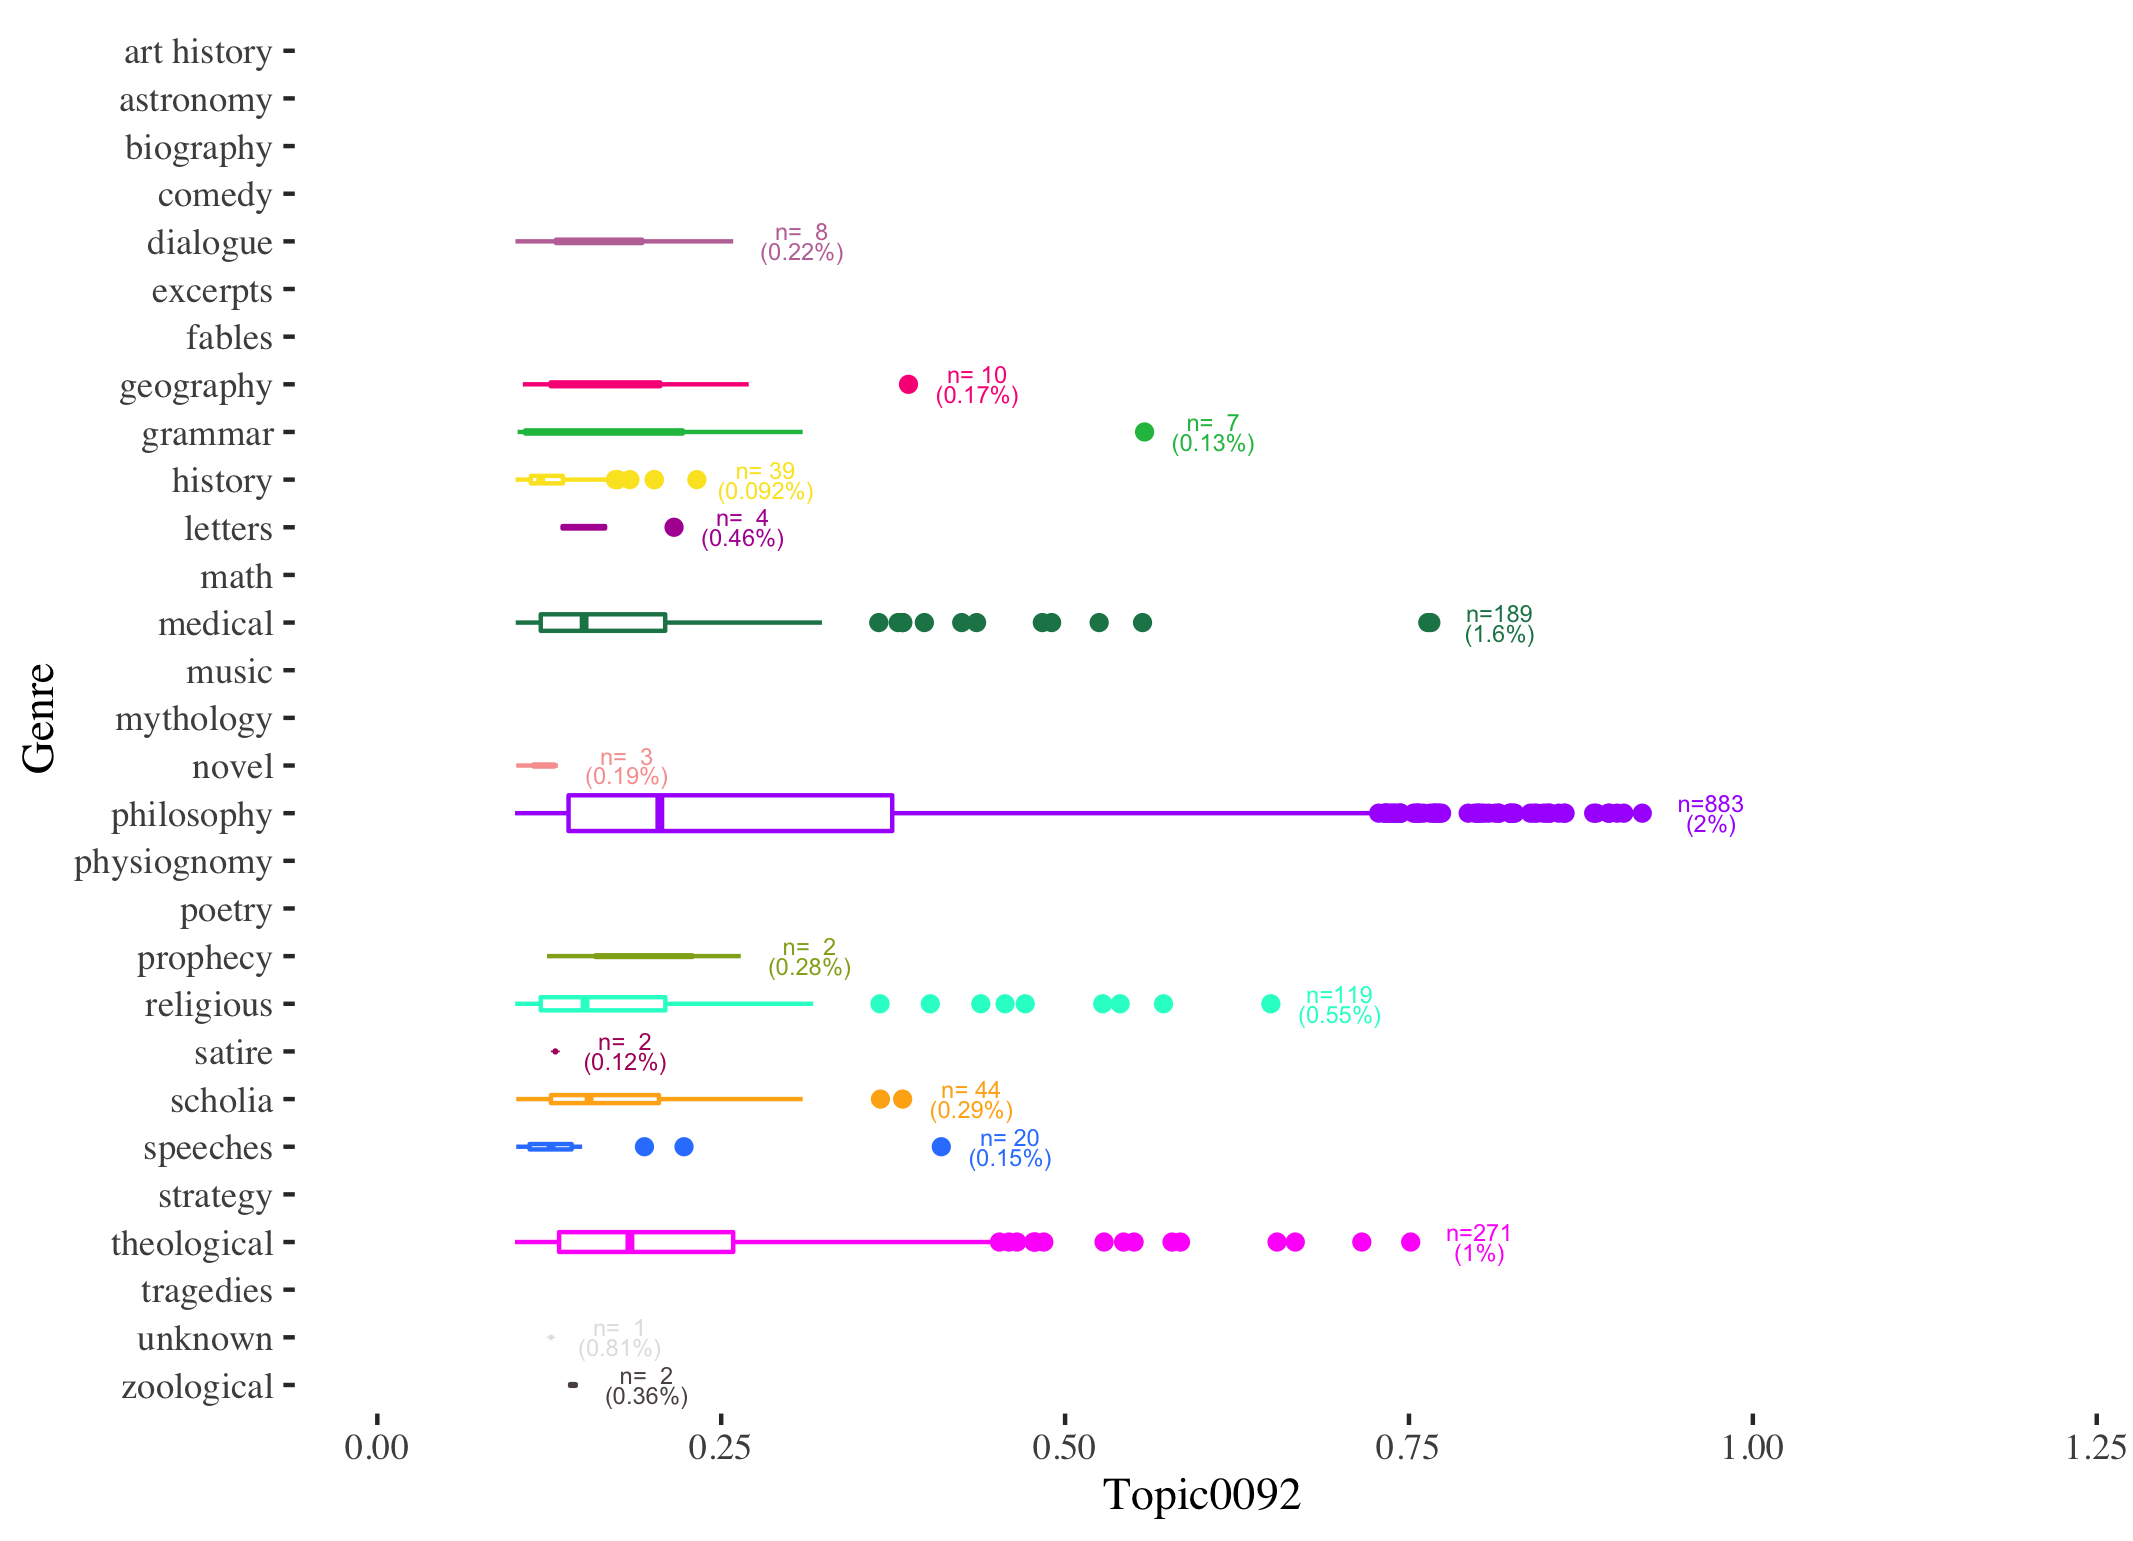 art history
astronomy
biography
comedy
dialogue
n=  8
(0.22%)
excerpts
fables
geography
n= 10
(0.17%)
grammar
n=  7
(0.13%)
history
n= 39
(0.092%)
letters
n=  4
(0.46%)
math
medical
n=189
(1.6%)
music
mythology
novel
n=  3
(0.19%)
philosophy
n=883
(2%)
physiognomy
poetry
prophecy
n=  2
(0.28%)
religious
n=119
(0.55%)
satire
n=  2
(0.12%)
scholia
n= 44
(0.29%)
speeches
n= 20
(0.15%)
strategy
theological
n=271
(1%)
tragedies
unknown
n=  1
(0.81%)
zoological
n=  2
(0.36%)
Genre
0.00 0.25 0.50 0.75 1.00 1.25
Topic0092